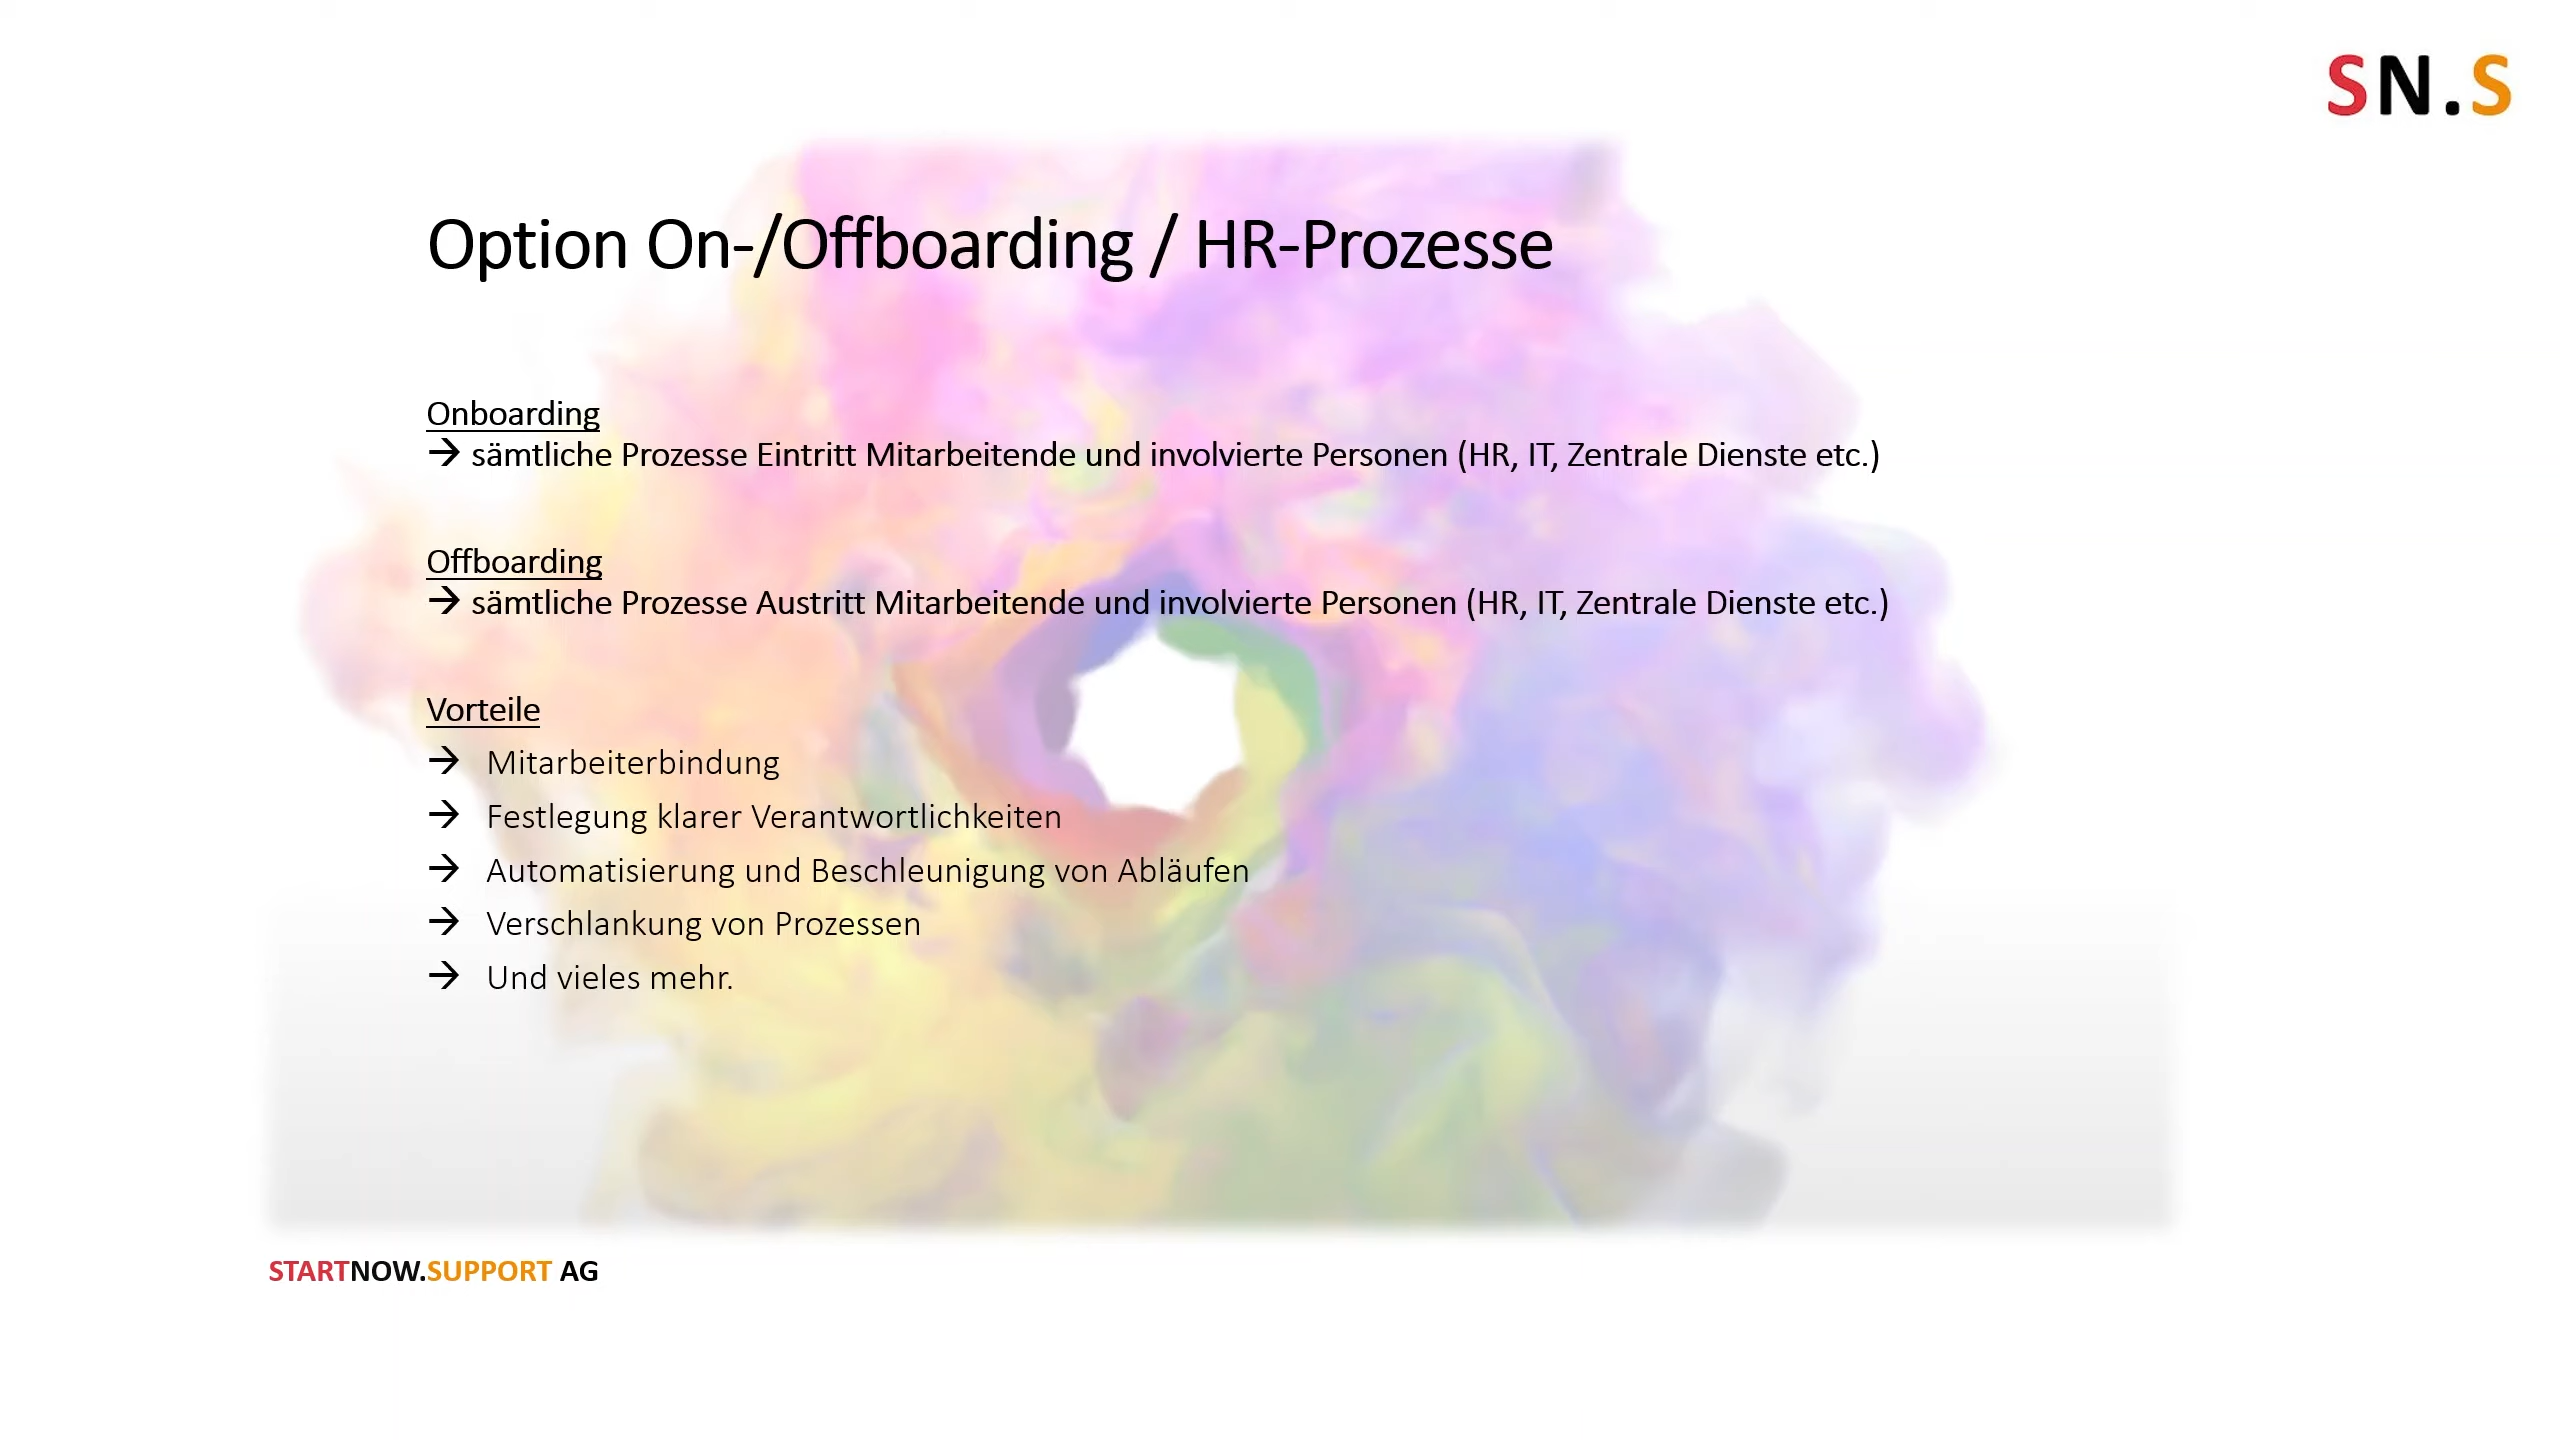 SN.S
Option On-/Offboarding / HR-Prozesse
Onboarding
→ sämtliche Prozesse Eintritt Mitarbeitende und involvierte Personen (HR, IT, Zentrale Dienste etc.)
Offboarding
→ sämtliche Prozesse Austritt Mitarbeitende und involvierte Personen (HR, IT, Zentrale Dienste etc.)
Vorteile
→ Mitarbeiterbindung
→ Festlegung klarer Verantwortlichkeiten
→ Automatisierung und Beschleunigung von Abläufen
→ Verschlankung von Prozessen
→ Und vieles mehr.
STARTNOW.SUPPORT AG